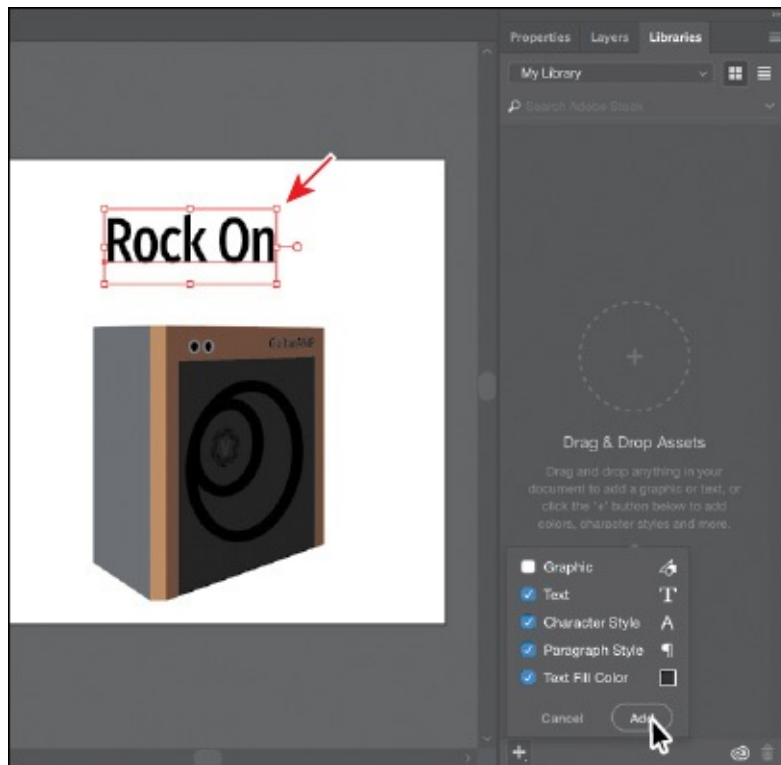 Properties Layers Libraries
My Library
Search Adobe Stock
Rock On
Drag & Drop Assets
Drag and drop anything in your
document to add a graphic or text, or
click the '+' button below to add
colors, character styles and more.
Graphic
Text
Character Style
Paragraph Style
Text Fill Color
Cancel Add